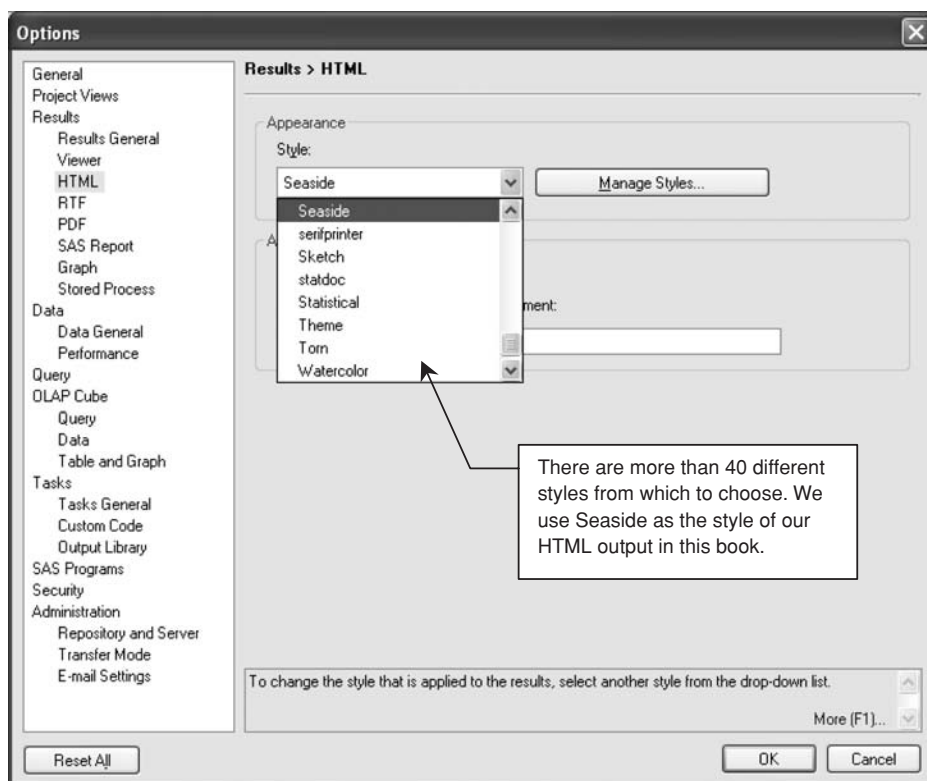 Options
General
Project Views
Results
Results General
Viewer
HTML
RTF
PDF
SAS Report
Graph
Stored Process
Data
Data General
Performance
Query
OLAP Cube
Query
Data
Table and Graph
Tasks
Tasks General
Custom Code
Output Library
SAS Programs
Security
Administration
Repository and Server
Transfer Mode
E-mail Settings
Results > HTML
Appearance
Style:
Seaside
Manage Styles...
Seaside
serifprinter
Sketch
statdoc
Statistical
Theme
Torn
Watercolor
There are more than 40 different
styles from which to choose. We
use Seaside as the style of our
HTML output in this book.
To change the style that is applied to the results, select another style from the drop-down list.
More (F1)...
Reset All
OK
Cancel